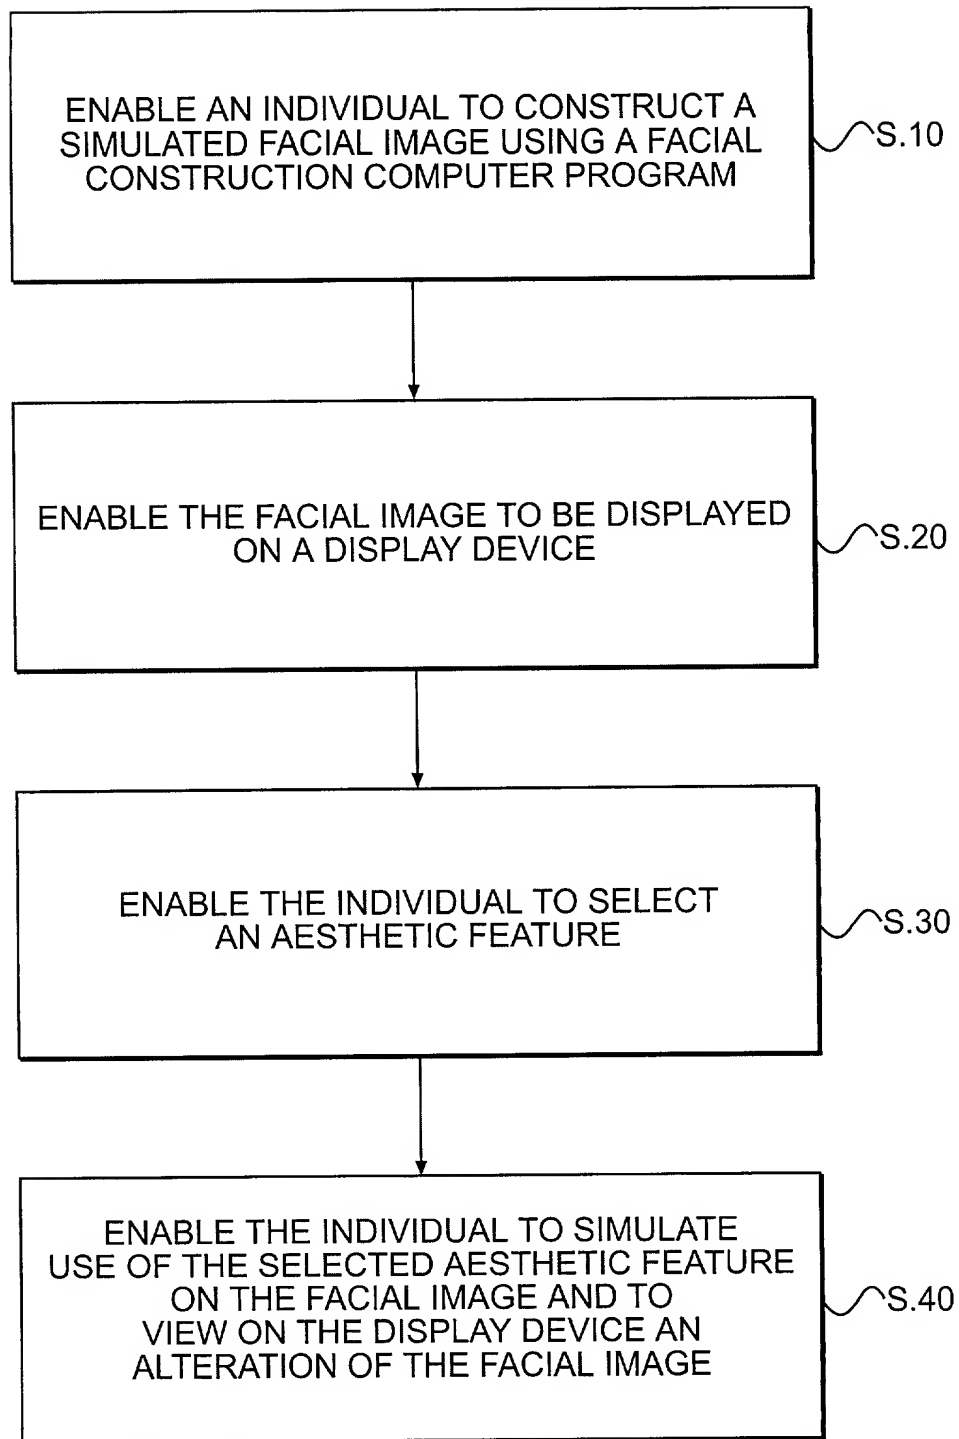 ENABLE AN INDIVIDUAL TO CONSTRUCT A
SIMULATED FACIAL IMAGE USING A FACIAL
CONSTRUCTION COMPUTER PROGRAM
S.10
ENABLE THE FACIAL IMAGE TO BE DISPLAYED
ON A DISPLAY DEVICE
S.20
ENABLE THE INDIVIDUAL TO SELECT
AN AESTHETIC FEATURE
S.30
ENABLE THE INDIVIDUAL TO SIMULATE
USE OF THE SELECTED AESTHETIC FEATURE
ON THE FACIAL IMAGE AND TO
VIEW ON THE DISPLAY DEVICE AN
ALTERATION OF THE FACIAL IMAGE
S.40